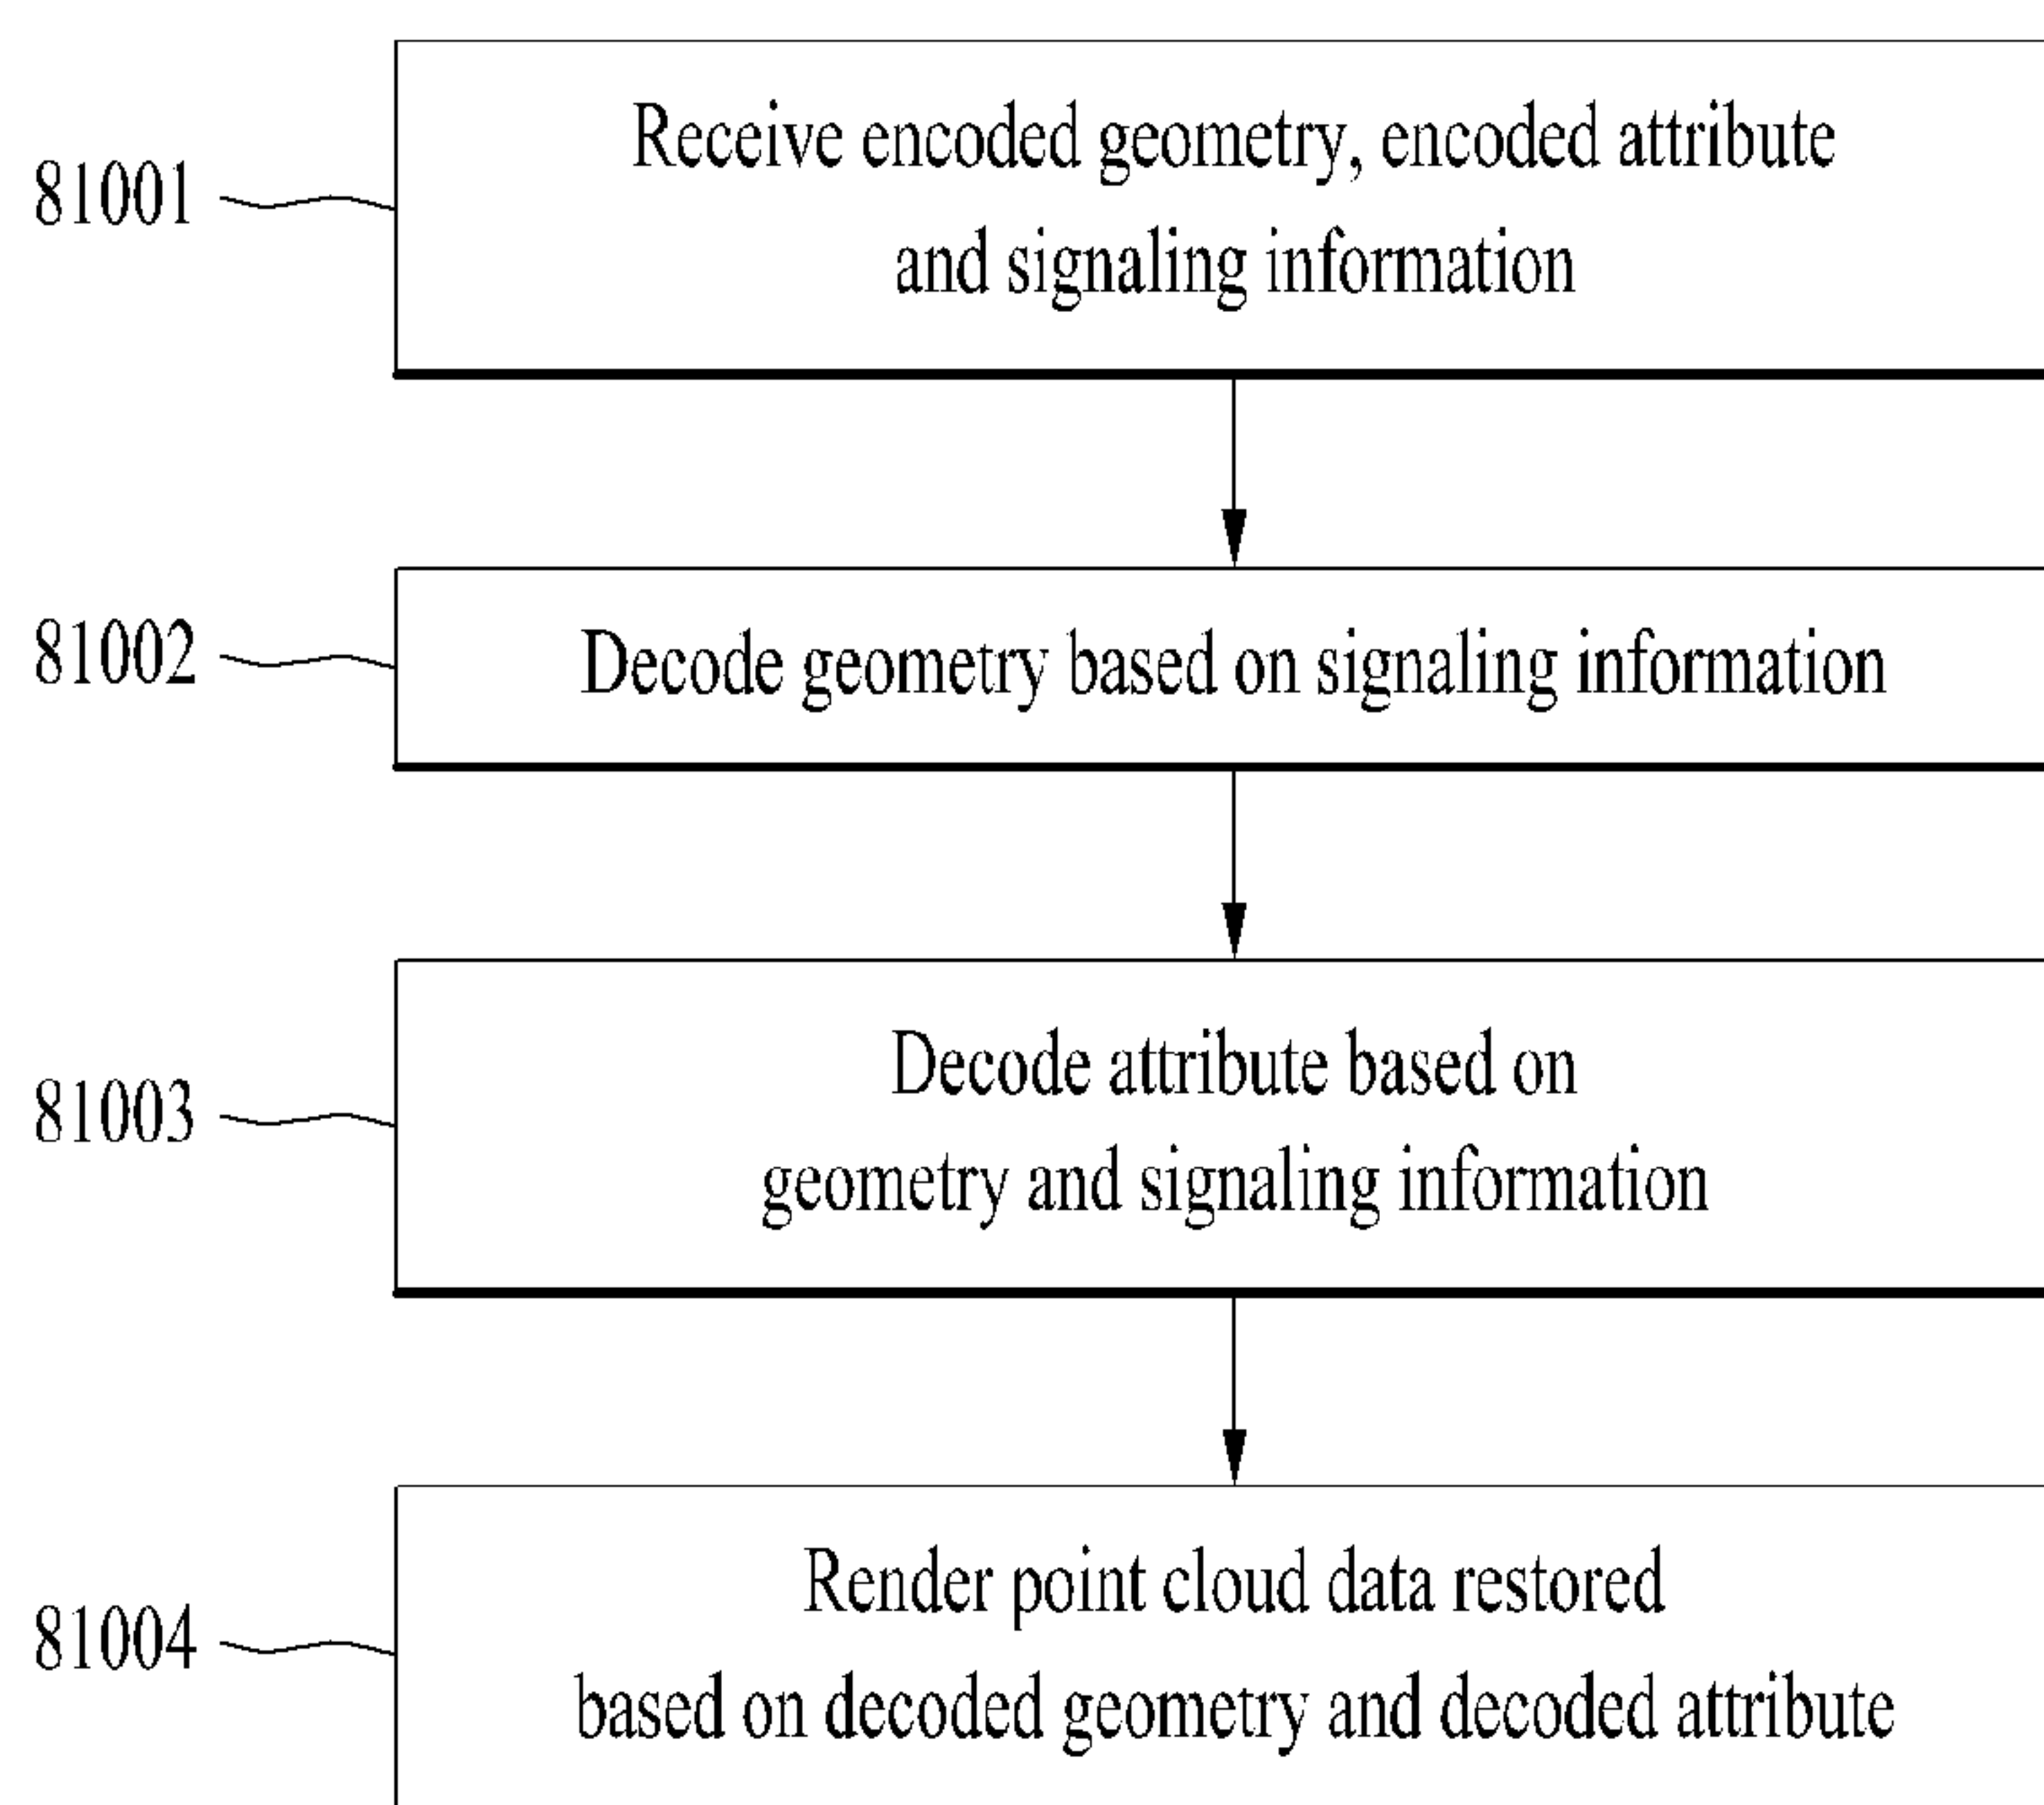 81001
Receive encoded geometry, encoded attribute
and signaling information
81002
Decode geometry based on signaling information
81003
Decode attribute based on
geometry and signaling information
81004
Render point cloud data restored
based on decoded geometry and decoded attribute